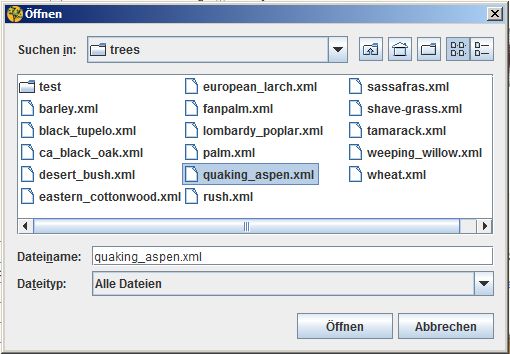 Öffnen
Suchen in: trees
test european_larch.xml sassafras.xml
barley.xml fanpalm.xml shave-grass.xml
black_tupelo.xml lombardy_poplar.xml tamarack.xml
ca_black_oak.xml palm.xml weeping_willow.xml
desert_bush.xml quaking_aspen.xml wheat.xml
eastern_cottonwood.xml rush.xml
Dateiname: quaking_aspen.xml
Dateityp: Alle Dateien
Öffnen Abbrechen